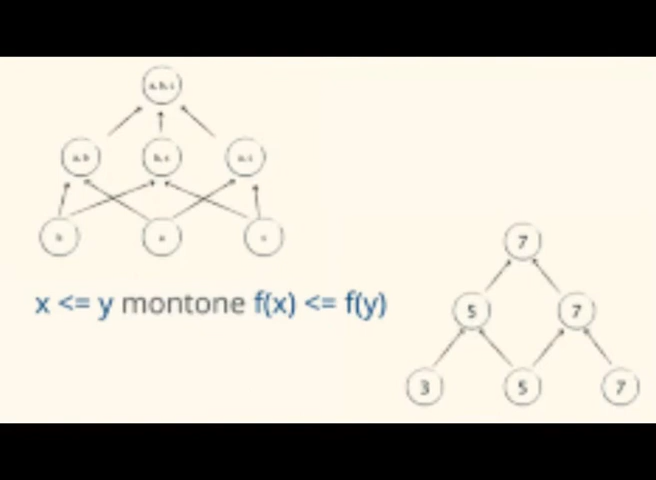 a, b, c
a, b
b, c
a, c
b
a
c
x <= y montone f(x) <= f(y)
7
5
7
3
5
7